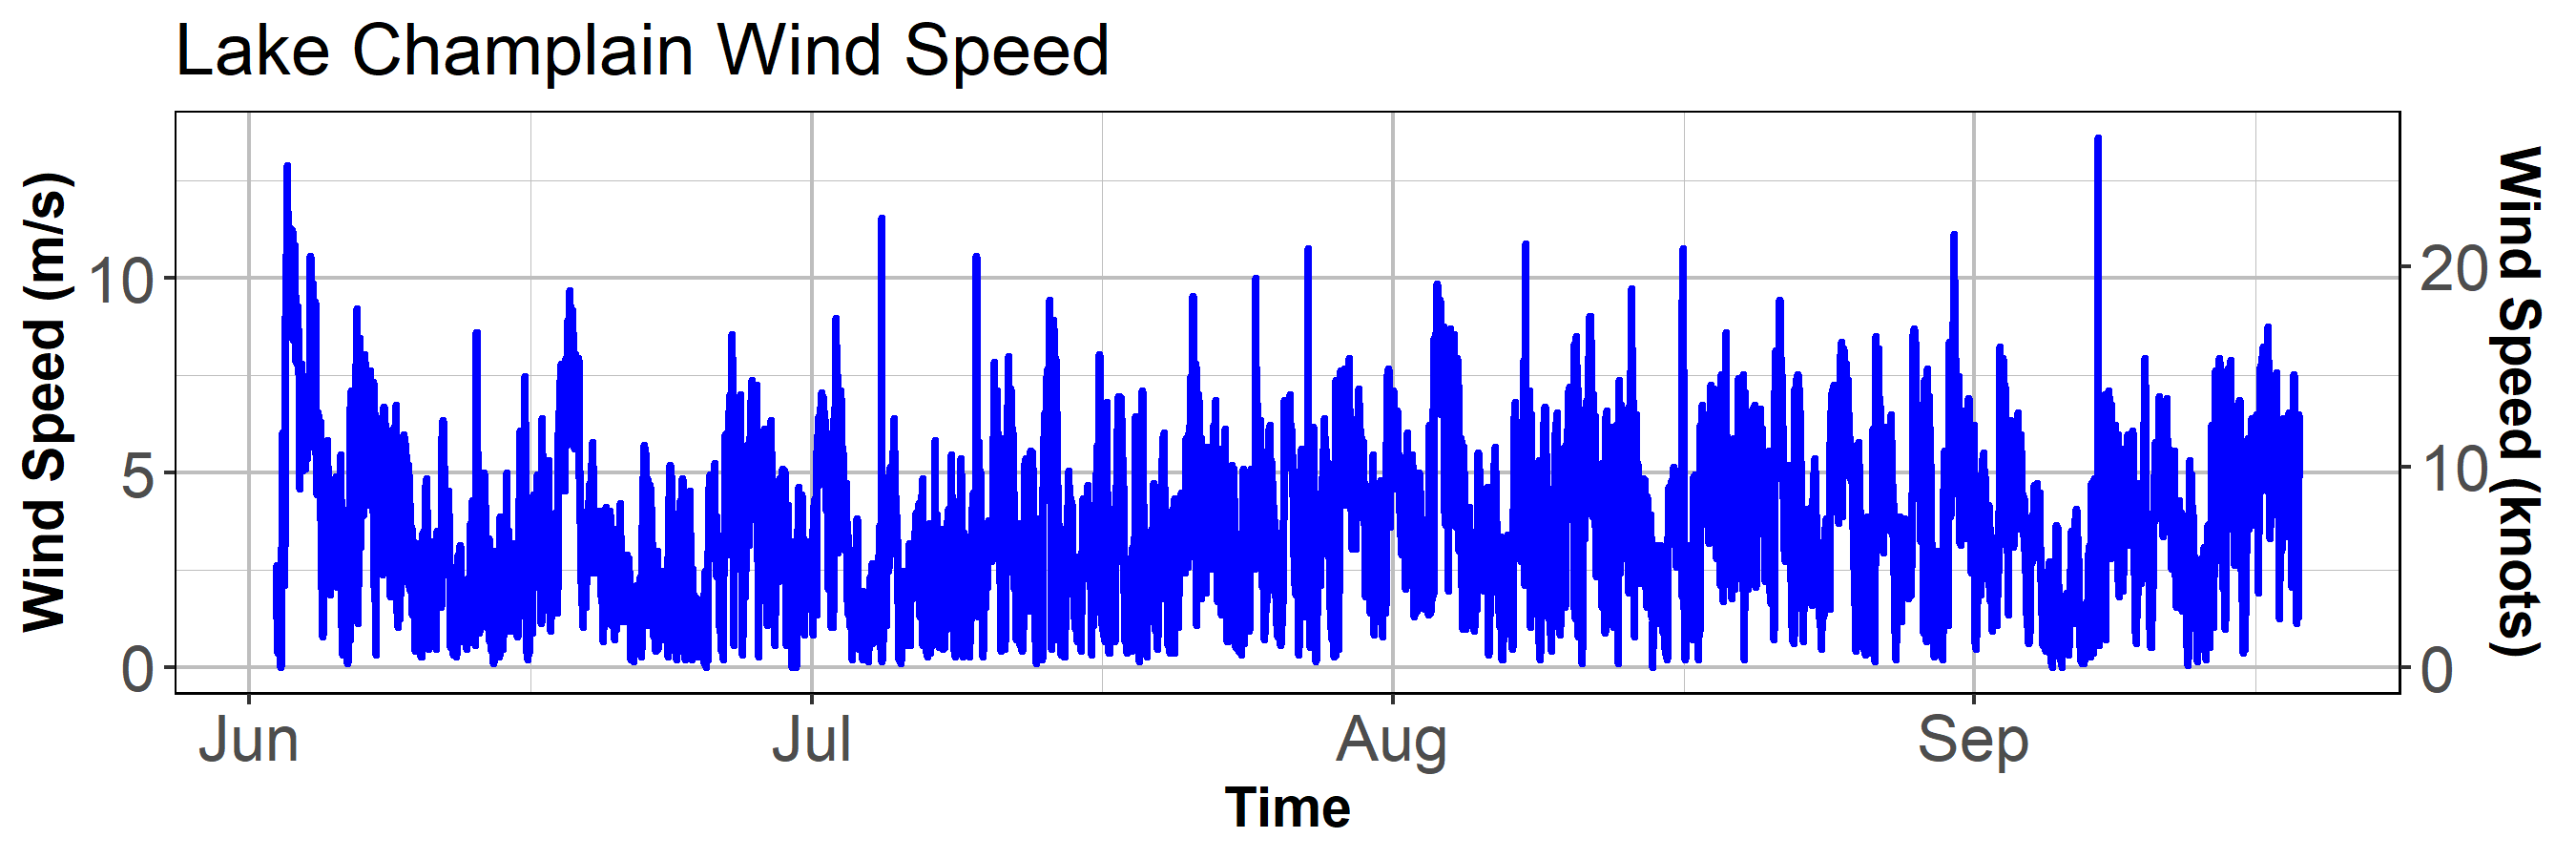 Lake Champlain Wind Speed
Wind Speed (m/s)
10
5
0
20
10
0
Wind Speed (knots)
Jun Jul Aug Sep
Time